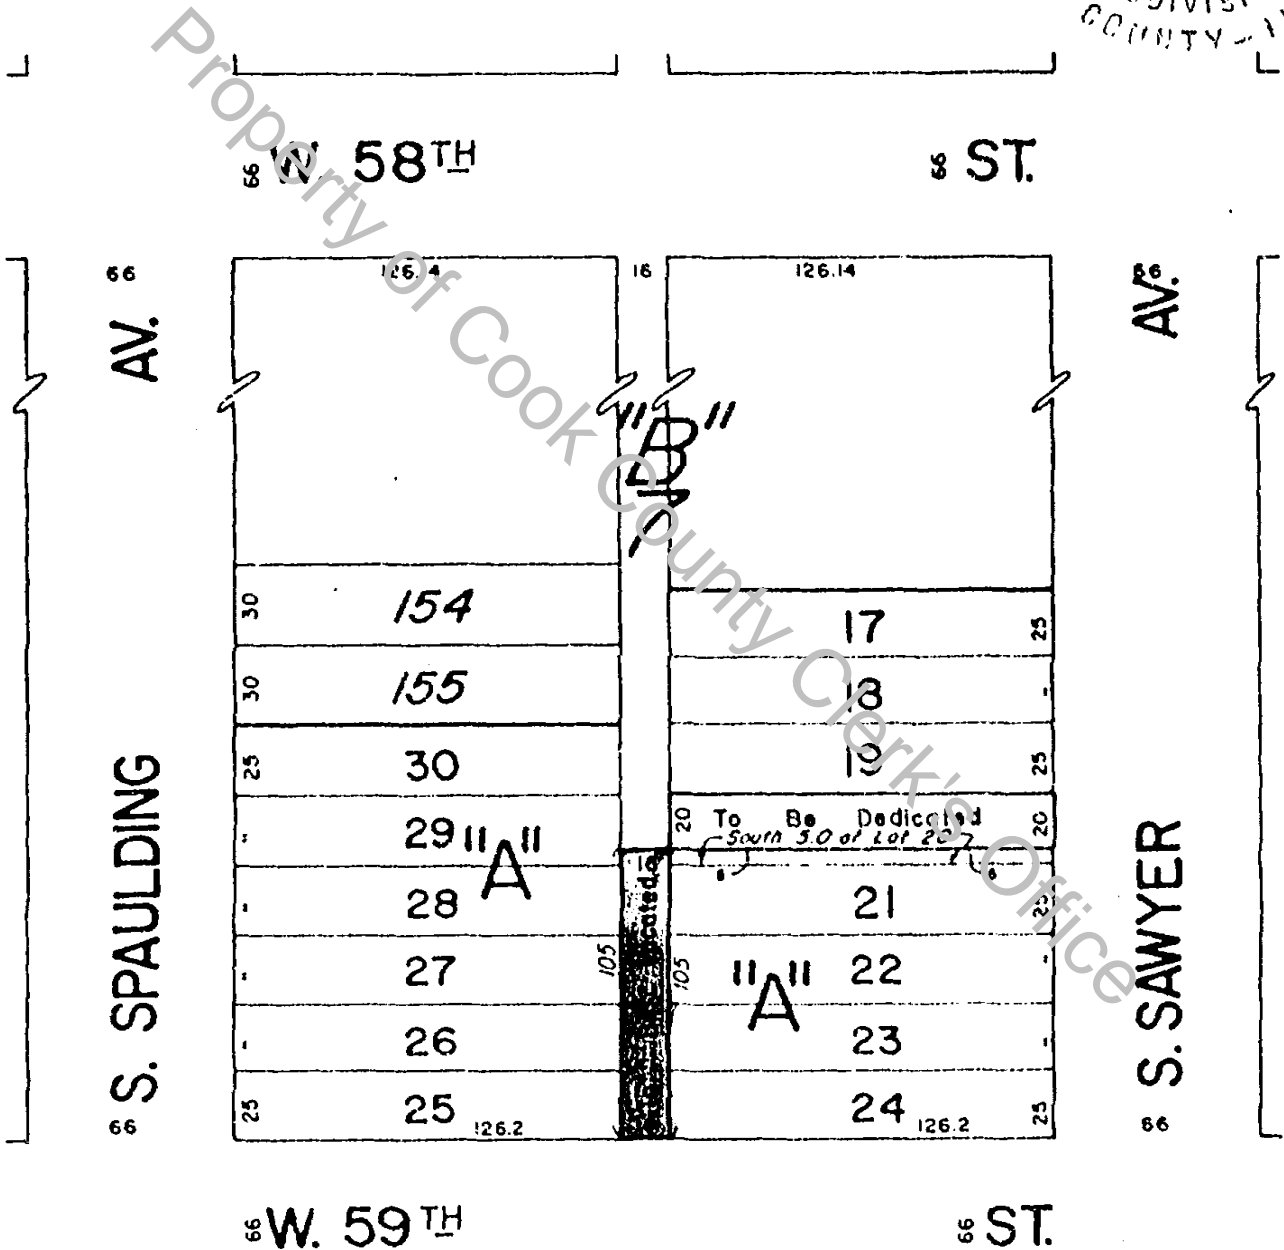 COUNTY
66 W. 58TH 66 ST.
66 126.14 16 126.14 66
AV. AV.
"B"
30 154
17 25
30 155
18 -
25 30
19 25
20 To Be Dedicated 20
- 29 "A"
South 5.0 of Lot 20
- 28
21 25
105 105
- 27
"A" 22 -
- 26
23 -
25 25 126.2
24 126.2 25
S. SPAULDING
66
S. SAWYER
66
66 W. 59TH 66 ST.
Property of Cook County Clerk's Office